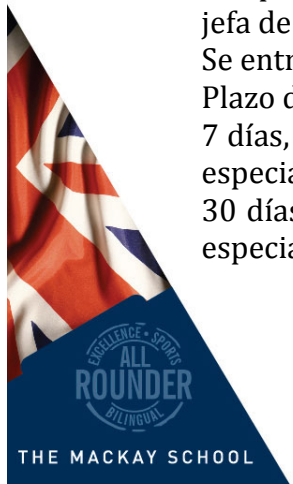 jefa de
Se entr
Plazo d
7 días,
especia
30 días
especia
EXCELLENCE • SPORTS
ALL
ROUNDER
BILINGUAL
THE MACKAY SCHOOL